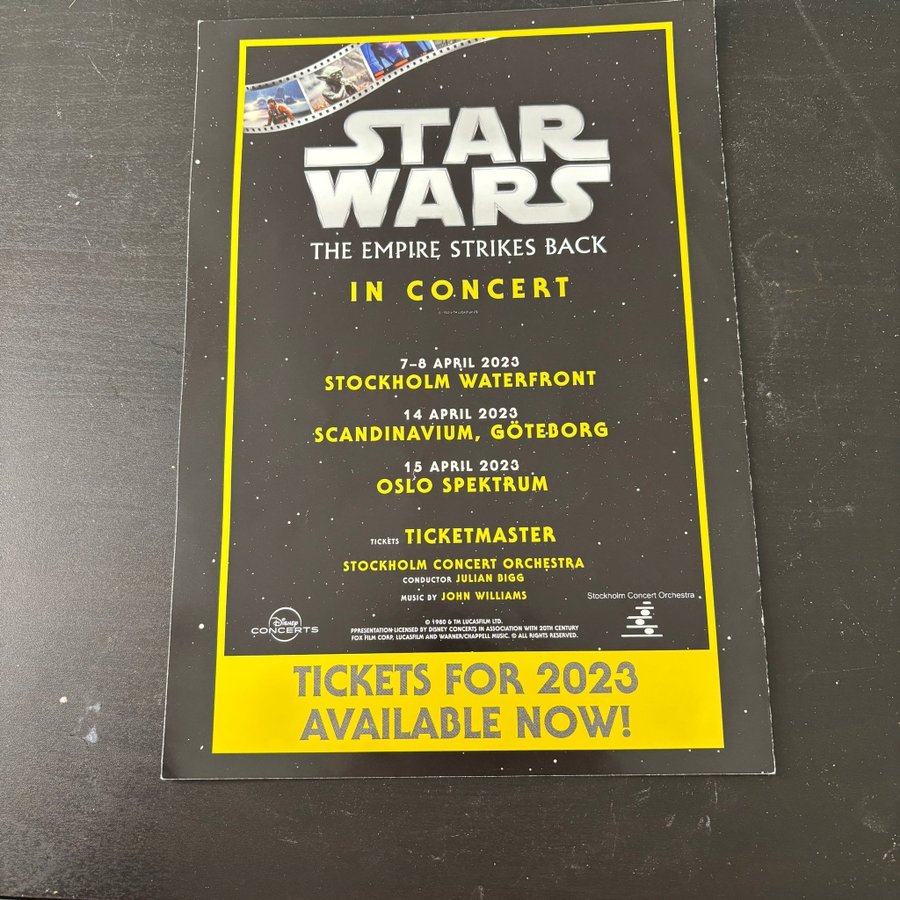 STAR
WARS
THE EMPIRE STRIKES BACK
IN CONCERT
7–8 APRIL 2023
STOCKHOLM WATERFRONT
14 APRIL 2023
SCANDINAVIUM, GÖTEBORG
15 APRIL 2023
OSLO SPEKTRUM
TICKETS TICKETMASTER
STOCKHOLM CONCERT ORCHESTRA
CONDUCTOR JULIAN BIGG
MUSIC BY JOHN WILLIAMS
Stockholm Concert Orchestra
DISNEY
CONCERTS
© 1980 & TM LUCASFILM LTD.
PPRESENTATION LICENSED BY DISNEY CONCERTS IN ASSOCIATION WITH 20TH CENTURY
FOX FILM CORP, LUCASFILM AND WARNER/CHAPPELL MUSIC. © ALL RIGHTS RESERVED.
TICKETS FOR 2023
AVAILABLE NOW!